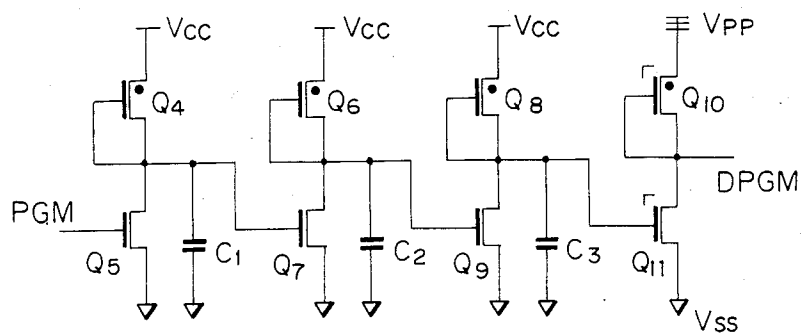 VCC VCC VCC VPP
Q4 Q6 Q8 Q10
DPGM
PGM
Q5 C1 Q7 C2 Q9 C3 Q11
VSS